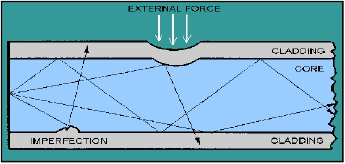 EXTERNAL FORCE
CLADDING
CORE
IMPERFECTION
CLADDING